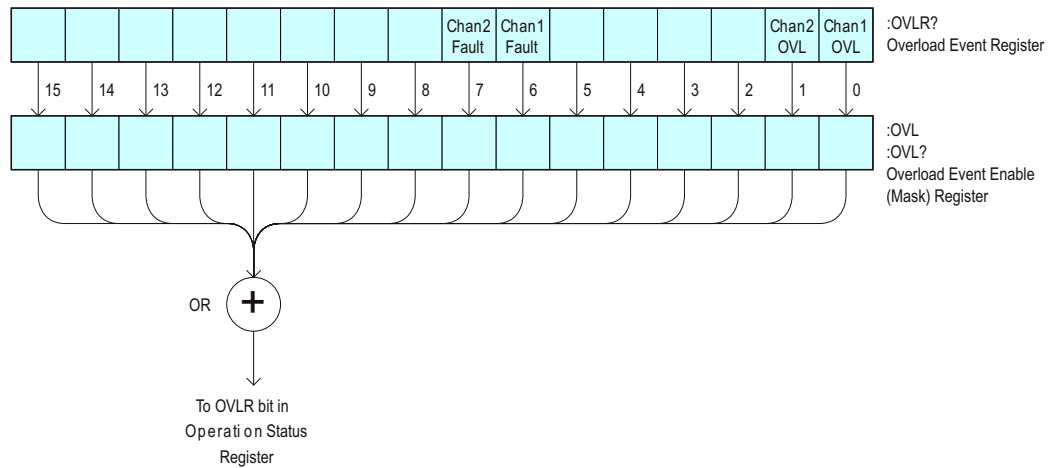 Chan2 Chan1 Chan2 Chan1 :OVLR?
Fault Fault OVL OVL Overload Event Register
15 14 13 12 11 10 9 8 7 6 5 4 3 2 1 0
:OVL
:OVL?
Overload Event Enable
(Mask) Register
OR +
To OVLR bit in
Operation Status
Register